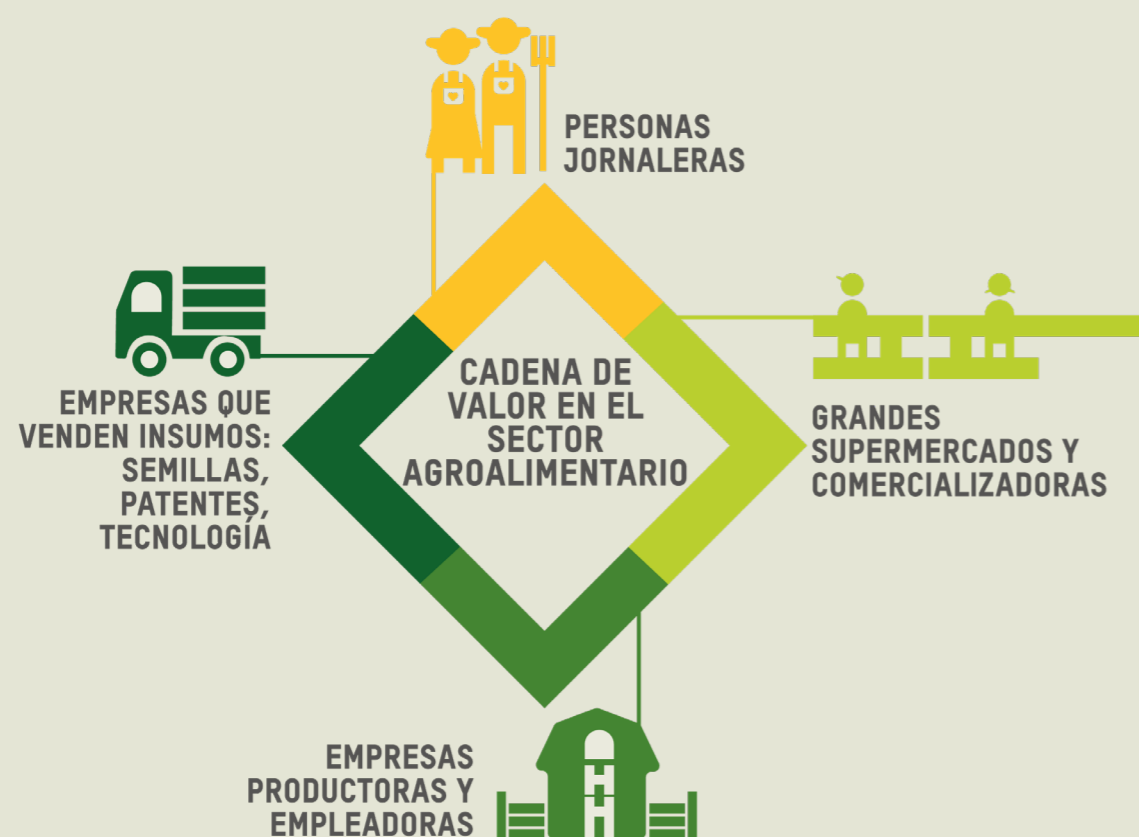 PERSONAS
JORNALERAS
EMPRESAS QUE
VENDEN INSUMOS:
SEMILLAS,
PATENTES,
TECNOLOGÍA
CADENA DE
VALOR EN EL
SECTOR
AGROALIMENTARIO
GRANDES
SUPERMERCADOS Y
COMERCIALIZADORAS
EMPRESAS
PRODUCTORAS Y
EMPLEADORAS